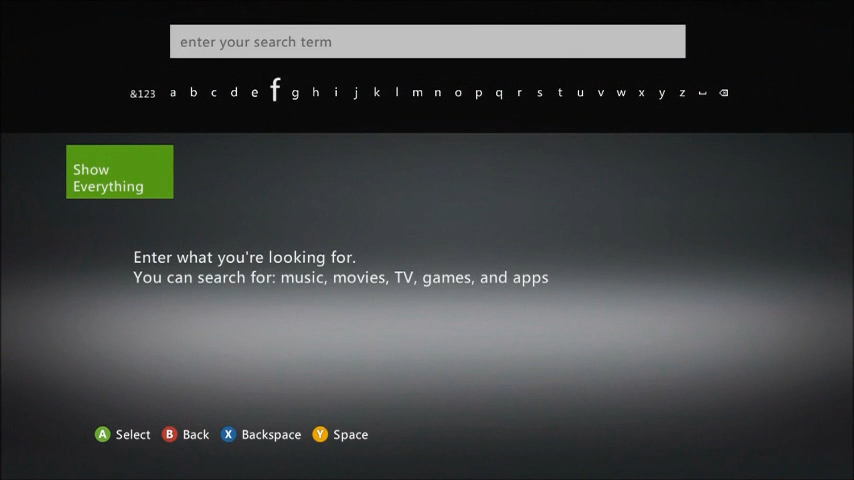 enter your search term
&123 a b c d e f g h i j k l m n o p q r s t u v w x y z
Show
Everything
Enter what you're looking for.
You can search for: music, movies, TV, games, and apps
A Select B Back X Backspace Y Space